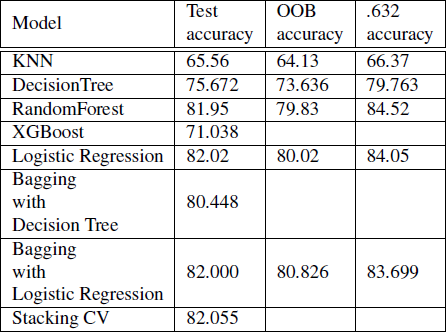 Model Test accuracy OOB accuracy .632 accuracy
KNN 65.56 64.13 66.37
DecisionTree 75.672 73.636 79.763
RandomForest 81.95 79.83 84.52
XGBoost 71.038
Logistic Regression 82.02 80.02 84.05
Bagging
with
Decision Tree 80.448
Bagging
with
Logistic Regression 82.000 80.826 83.699
Stacking CV 82.055